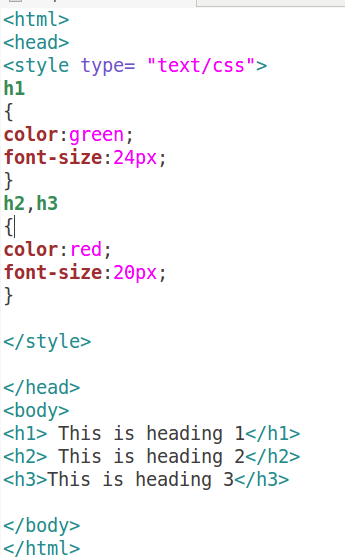 <html>
<head>
<style type= "text/css">
h1
{
color:green;
font-size:24px;
}
h2,h3
{
color:red;
font-size:20px;
}
</style>
</head>
<body>
<h1> This is heading 1</h1>
<h2> This is heading 2</h2>
<h3>This is heading 3</h3>
</body>
</html>